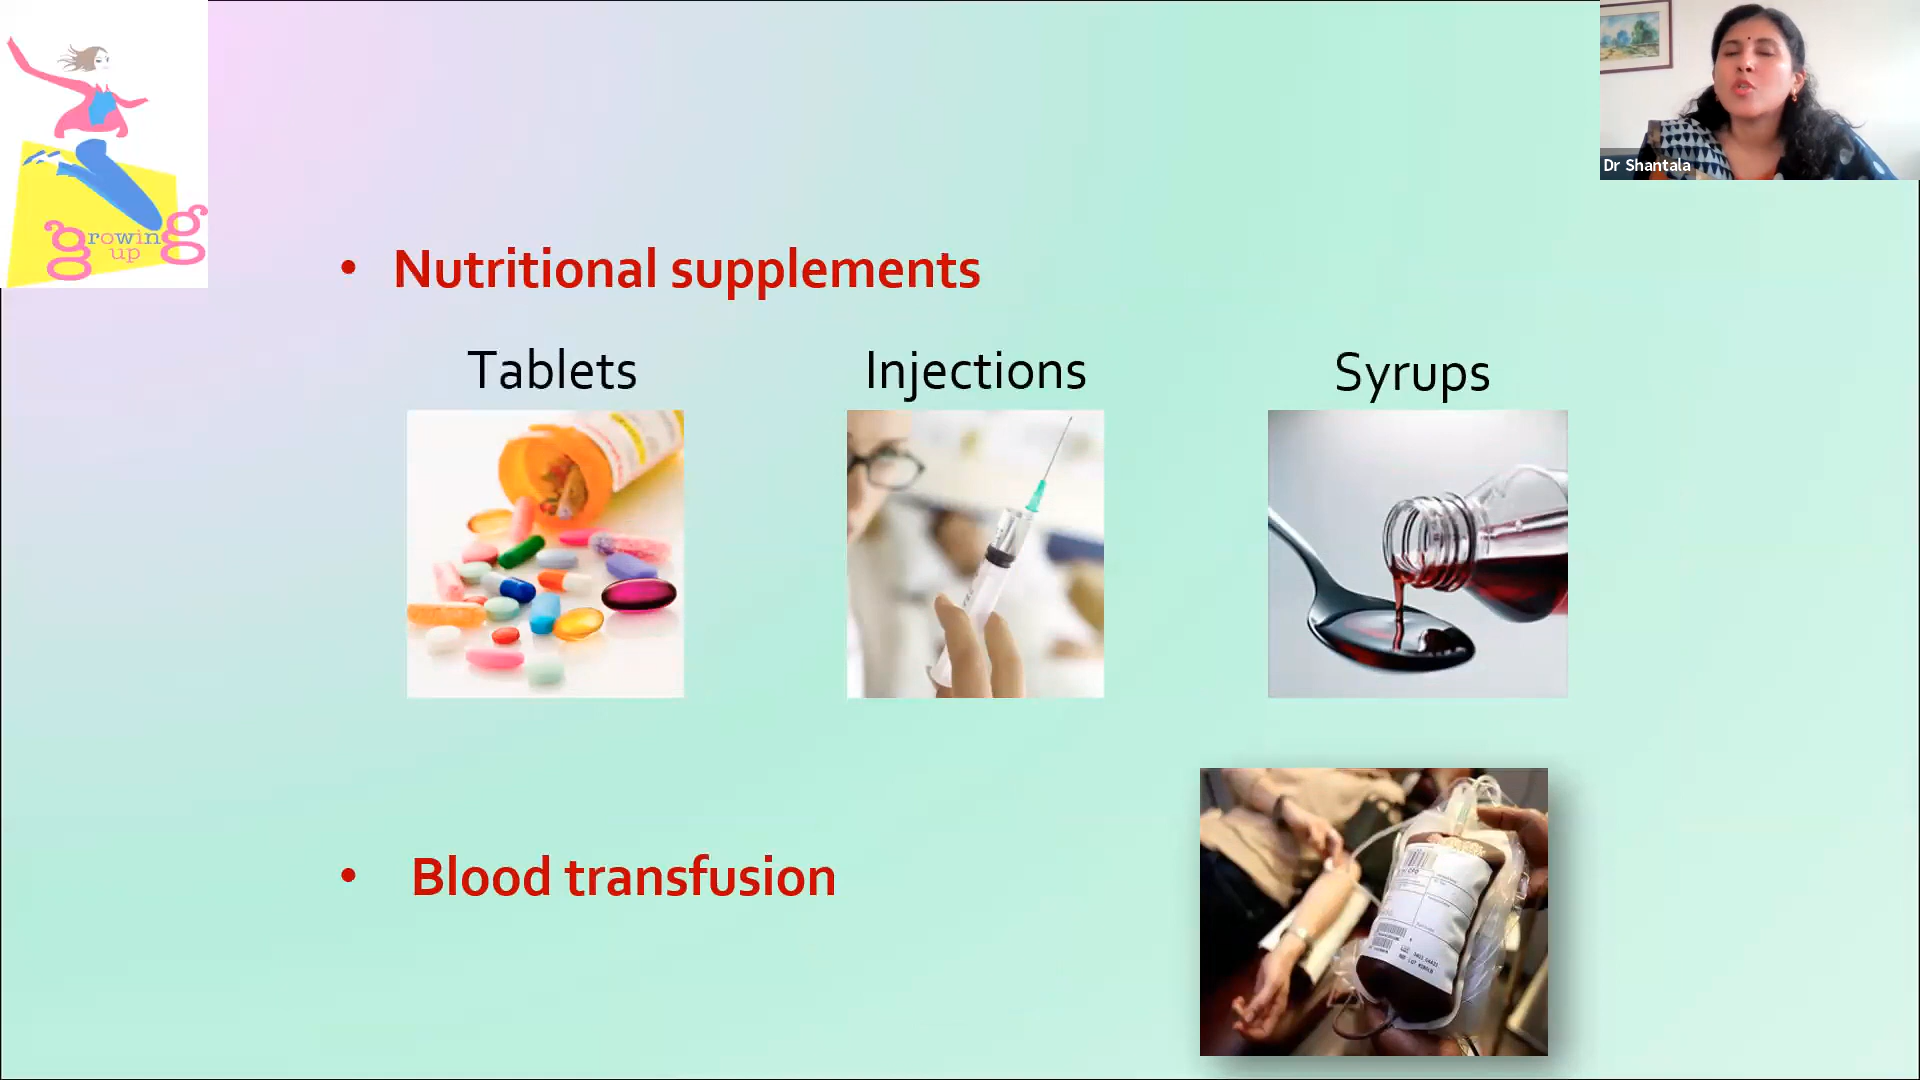 growing
up
Dr Shantala
• Nutritional supplements
Tablets
Injections
Syrups
• Blood transfusion